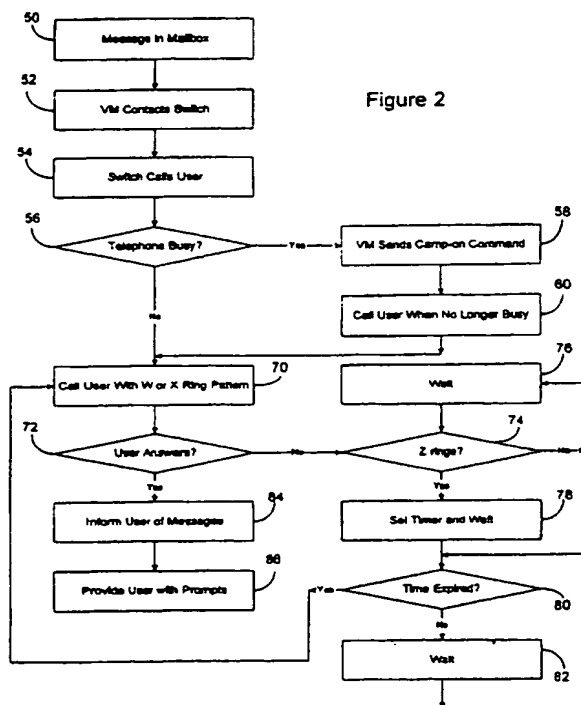 50
Message In Mailbox
52
VM Contacts Switch
Figure 2
54
Switch Calls User
56
Telephone Busy?
Yes
58
VM Sends Camp-on Command
No
60
Call User When No Longer Busy
70
Call User With W or X Ring Pattern
76
Wait
72
User Answers?
No
74
Z rings?
No
Yes
Yes
84
Inform User of Messages
78
Set Timer and Wait
86
Provide User with Prompts
Yes
Time Expired?
80
No
Wait
82